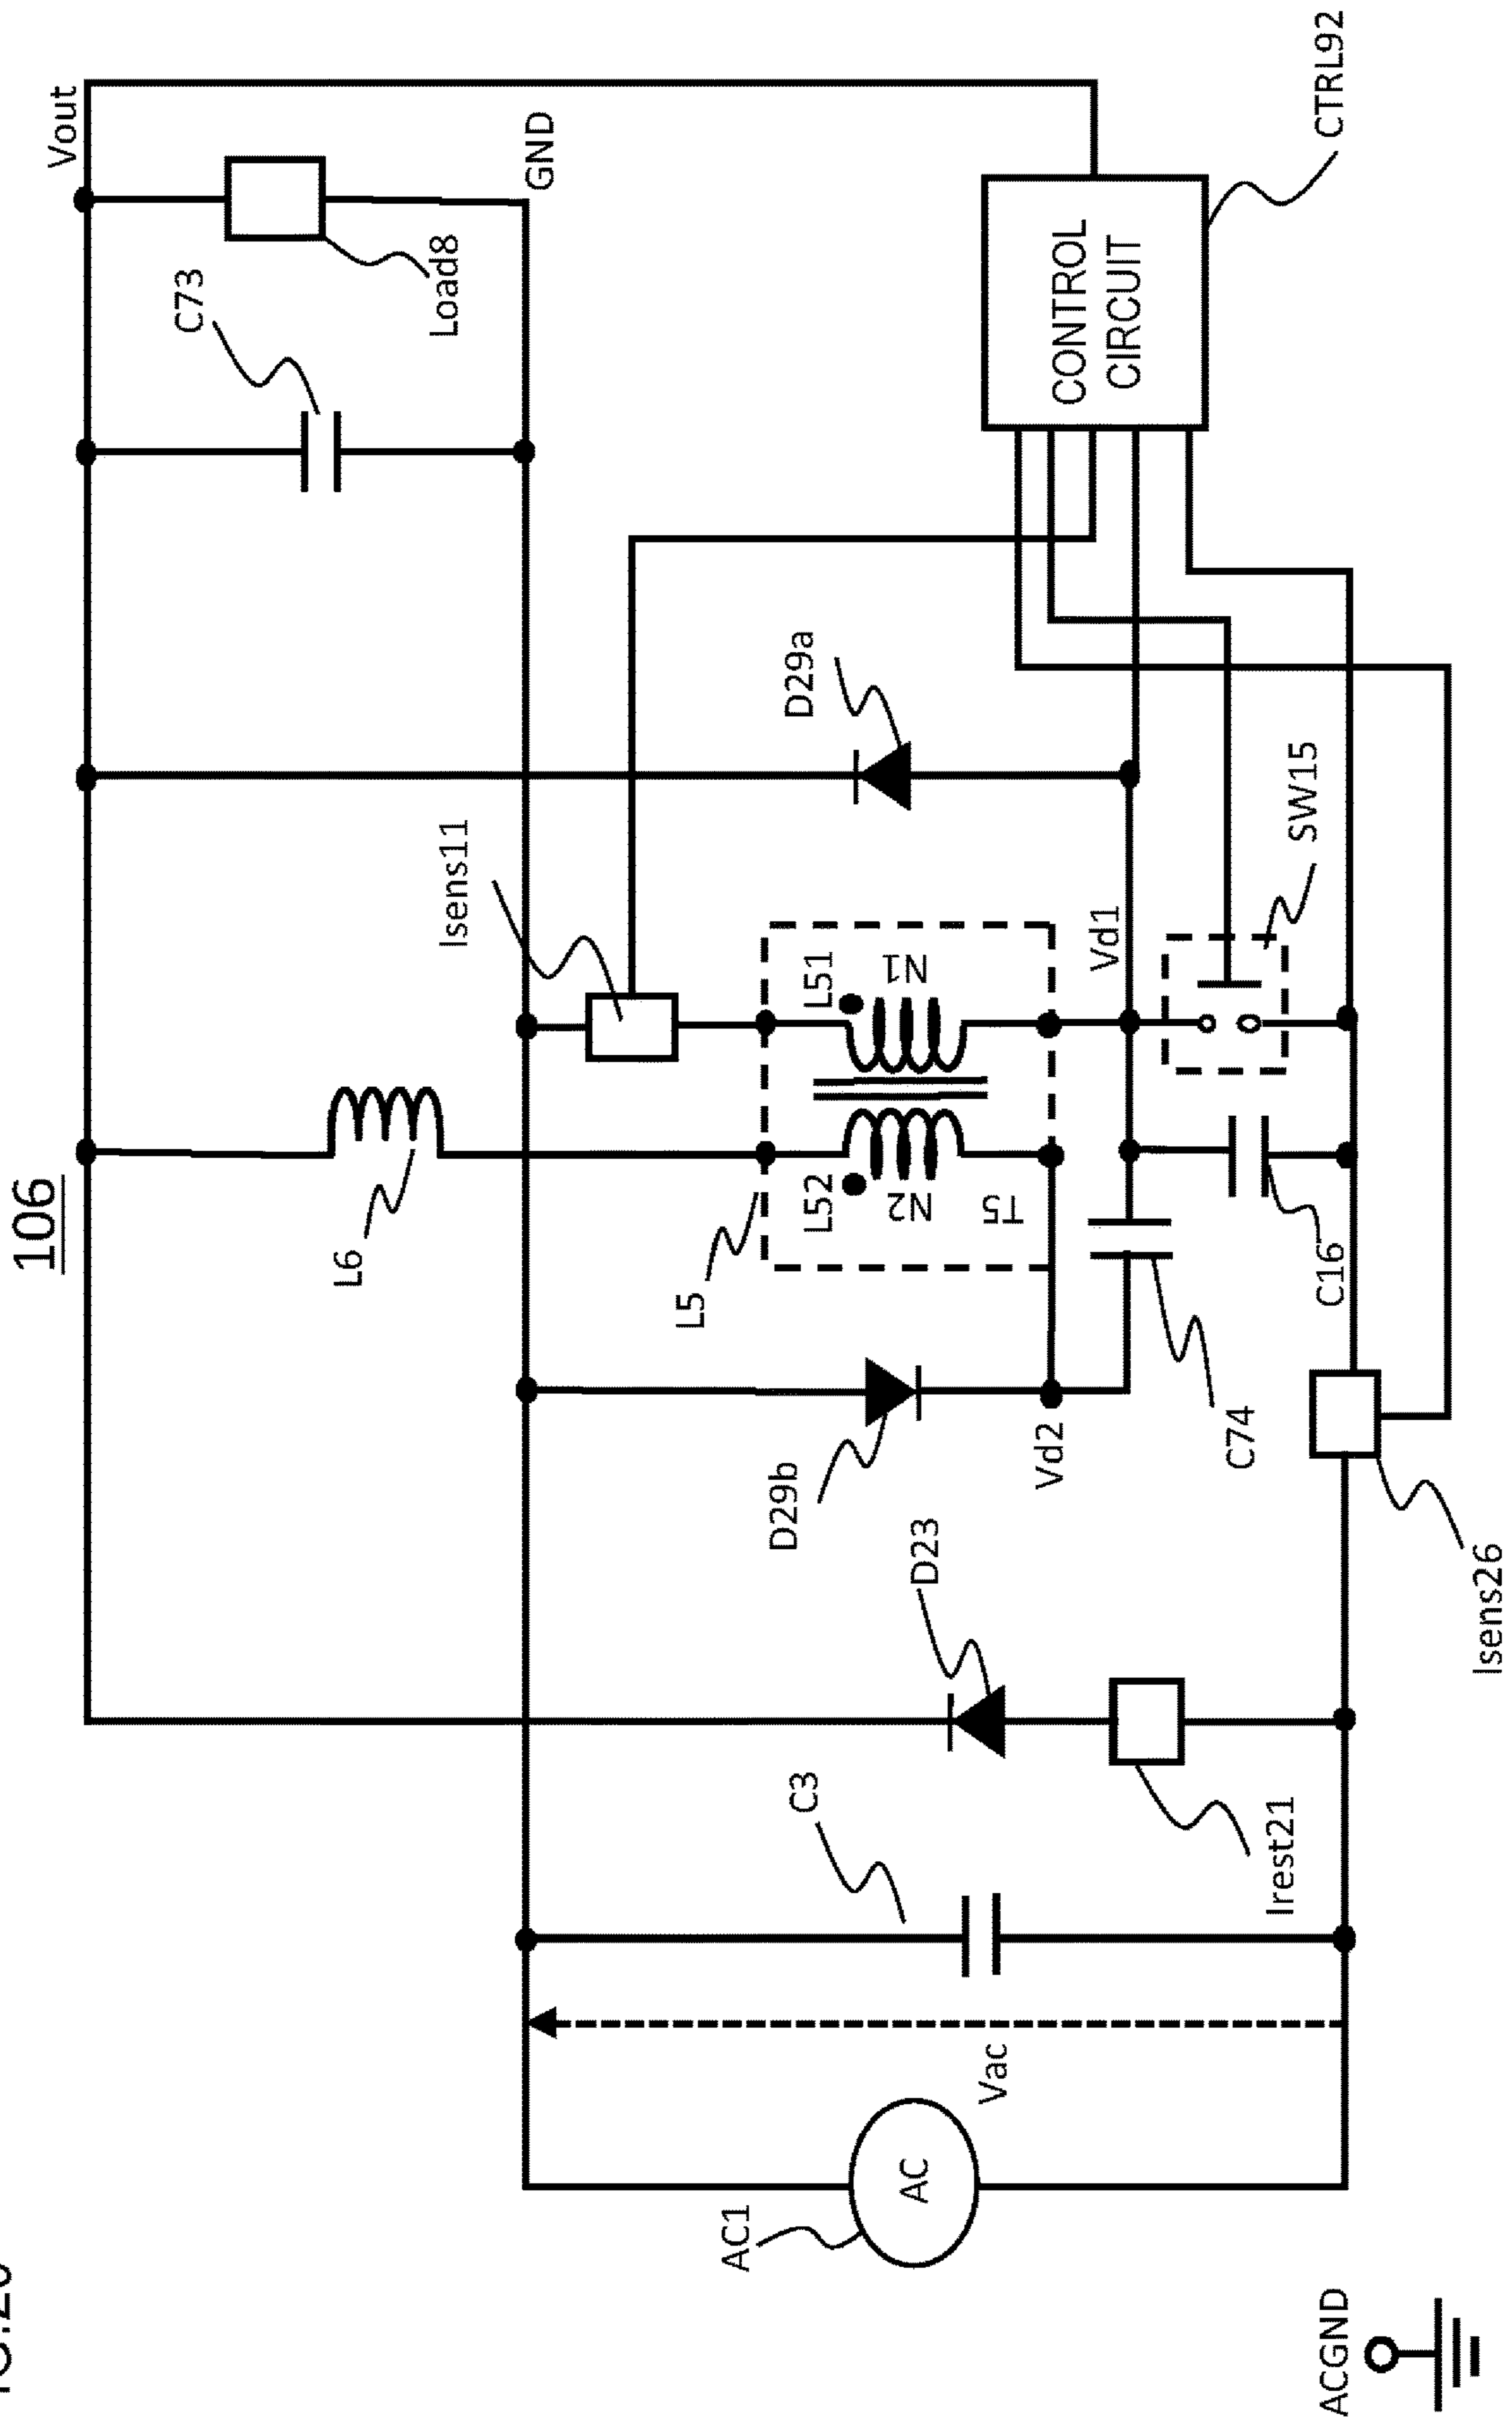 106
Vout
GND
C73
Load8
CTRL92
CONTROL
CIRCUIT
D29a
Isens11
SW15
Vd1
L51
N1
L52
N2
T5
L6
L5
C16
C74
D29b
Vd2
D23
Isens26
C3
Irest21
Vac
AC
AC1
ACGND